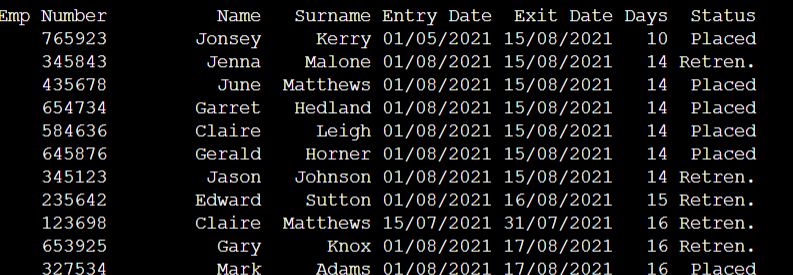 Emp Number Name Surname Entry Date Exit Date Days Status
765923 Jonsey Kerry 01/05/2021 15/08/2021 10 Placed
345843 Jenna Malone 01/08/2021 15/08/2021 14 Retren.
435678 June Matthews 01/08/2021 15/08/2021 14 Placed
654734 Garret Hedland 01/08/2021 15/08/2021 14 Placed
584636 Claire Leigh 01/08/2021 15/08/2021 14 Placed
645876 Gerald Horner 01/08/2021 15/08/2021 14 Placed
345123 Jason Johnson 01/08/2021 15/08/2021 14 Retren.
235642 Edward Sutton 01/08/2021 16/08/2021 15 Retren.
123698 Claire Matthews 15/07/2021 31/07/2021 16 Retren.
653925 Gary Knox 01/08/2021 17/08/2021 16 Retren.
327534 Mark Adams 01/08/2021 17/08/2021 16 Placed